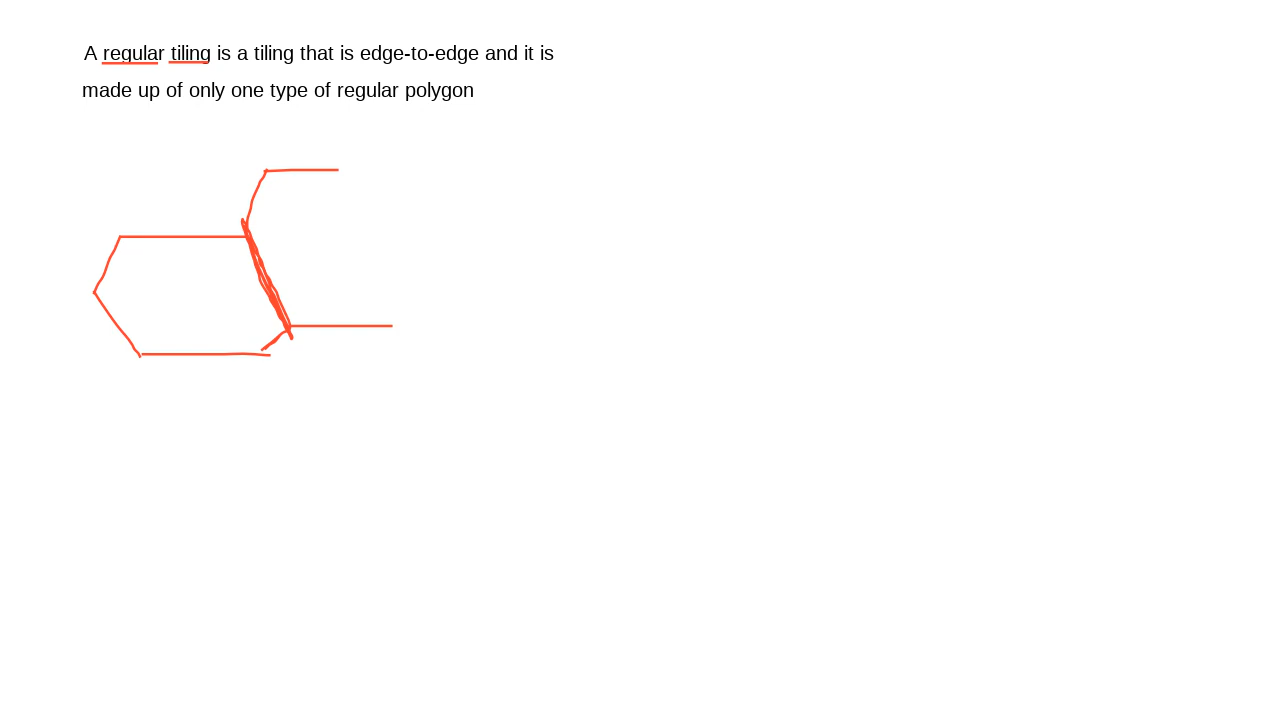 A regular tiling is a tiling that is edge-to-edge and it is
made up of only one type of regular polygon